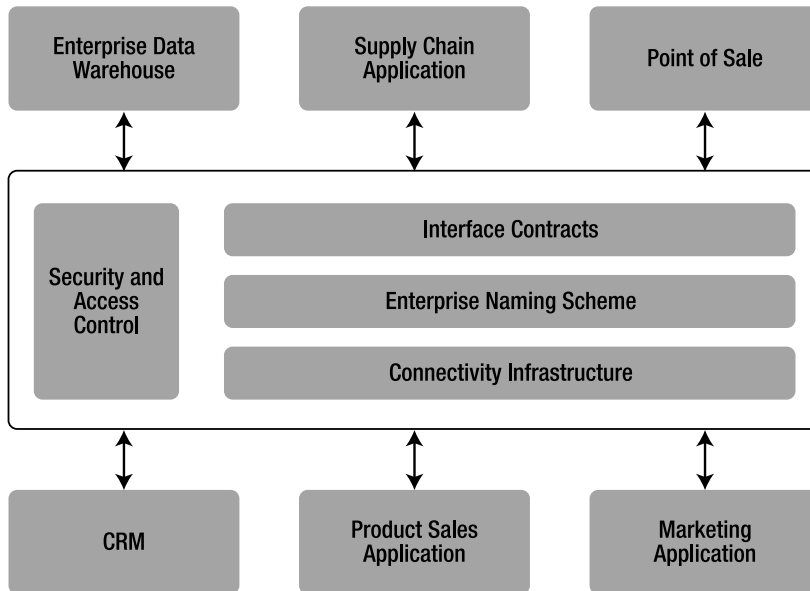 Enterprise Data
Warehouse
Supply Chain
Application
Point of Sale
Security and
Access
Control
Interface Contracts
Enterprise Naming Scheme
Connectivity Infrastructure
CRM
Product Sales
Application
Marketing
Application